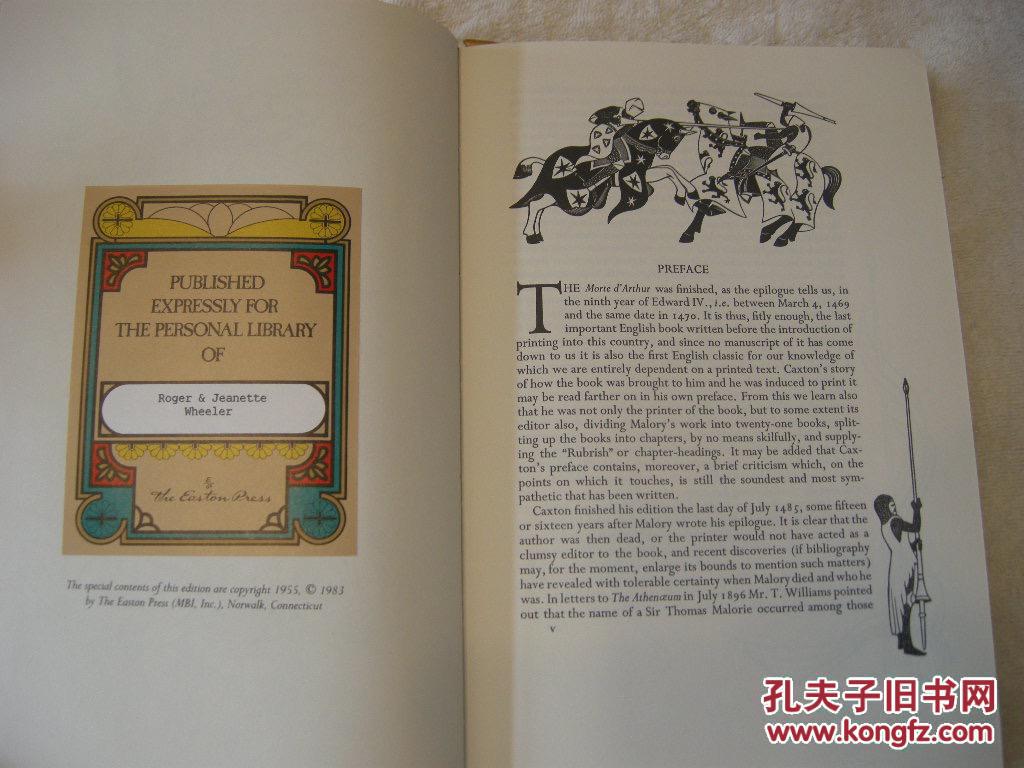 PUBLISHED
EXPRESSLY FOR
THE PERSONAL LIBRARY
OF
Roger & Jeanette
Wheeler
The Easton Press
The special contents of this edition are copyright 1955, © 1983
by The Easton Press (MBI, Inc.), Norwalk, Connecticut
PREFACE
THE Morte d'Arthur was finished, as the epilogue tells us, in
the ninth year of Edward IV., i.e. between March 4, 1469
and the same date in 1470. It is thus, fitly enough, the last
important English book written before the introduction of
printing into this country, and since no manuscript of it has come
down to us it is also the first English classic for our knowledge of
which we are entirely dependent on a printed text. Caxton's story
of how the book was brought to him and he was induced to print it
may be read farther on in his own preface. From this we learn also
that he was not only the printer of the book, but to some extent its
editor also, dividing Malory's work into twenty-one books, split-
ting up the books into chapters, by no means skilfully, and supply-
ing the "Rubrish" or chapter-headings. It may be added that Cax-
ton's preface contains, moreover, a brief criticism which, on the
points on which it touches, is still the soundest and most sym-
pathetic that has been written.
Caxton finished his edition the last day of July 1485, some fifteen
or sixteen years after Malory wrote his epilogue. It is clear that the
author was then dead, or the printer would not have acted as a
clumsy editor to the book, and recent discoveries (if bibliography
may, for the moment, enlarge its bounds to mention such matters)
have revealed with tolerable certainty when Malory died and who he
was. In letters to The Athenæum in July 1896 Mr. T. Williams pointed
out that the name of a Sir Thomas Malorie occurred among those
v
孔夫子旧书网
www.kongfz.com